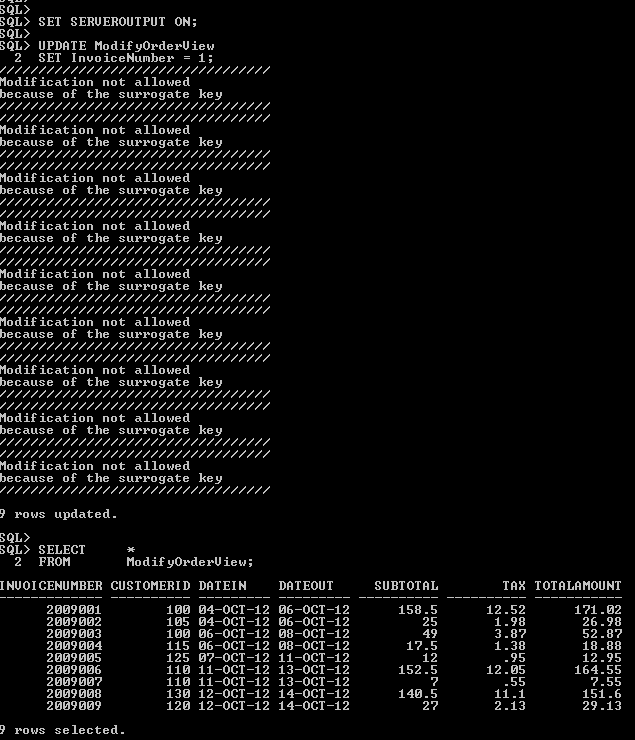 SQL>
SQL>
SQL> SET SERVEROUTPUT ON;
SQL>
SQL> UPDATE ModifyOrderView
2 SET InvoiceNumber = 1;
//////////////////////////////////
Modification not allowed
because of the surrogate key
//////////////////////////////////
//////////////////////////////////
Modification not allowed
because of the surrogate key
//////////////////////////////////
//////////////////////////////////
Modification not allowed
because of the surrogate key
//////////////////////////////////
//////////////////////////////////
Modification not allowed
because of the surrogate key
//////////////////////////////////
//////////////////////////////////
Modification not allowed
because of the surrogate key
//////////////////////////////////
//////////////////////////////////
Modification not allowed
because of the surrogate key
//////////////////////////////////
//////////////////////////////////
Modification not allowed
because of the surrogate key
//////////////////////////////////
//////////////////////////////////
Modification not allowed
because of the surrogate key
//////////////////////////////////
//////////////////////////////////
Modification not allowed
because of the surrogate key
//////////////////////////////////
9 rows updated.
SQL>
SQL> SELECT *
2 FROM ModifyOrderView;
INVOICENUMBER CUSTOMERID DATEIN DATEOUT SUBTOTAL TAX TOTALAMOUNT
------------- ---------- --------- --------- ---------- ---------- -----------
2009001 100 04-OCT-12 06-OCT-12 158.5 12.52 171.02
2009002 105 04-OCT-12 06-OCT-12 25 1.98 26.98
2009003 100 06-OCT-12 08-OCT-12 49 3.87 52.87
2009004 115 06-OCT-12 08-OCT-12 17.5 1.38 18.88
2009005 125 07-OCT-12 11-OCT-12 12 .95 12.95
2009006 110 11-OCT-12 13-OCT-12 152.5 12.05 164.55
2009007 110 11-OCT-12 13-OCT-12 7 .55 7.55
2009008 130 12-OCT-12 14-OCT-12 140.5 11.1 151.6
2009009 120 12-OCT-12 14-OCT-12 27 2.13 29.13
9 rows selected.